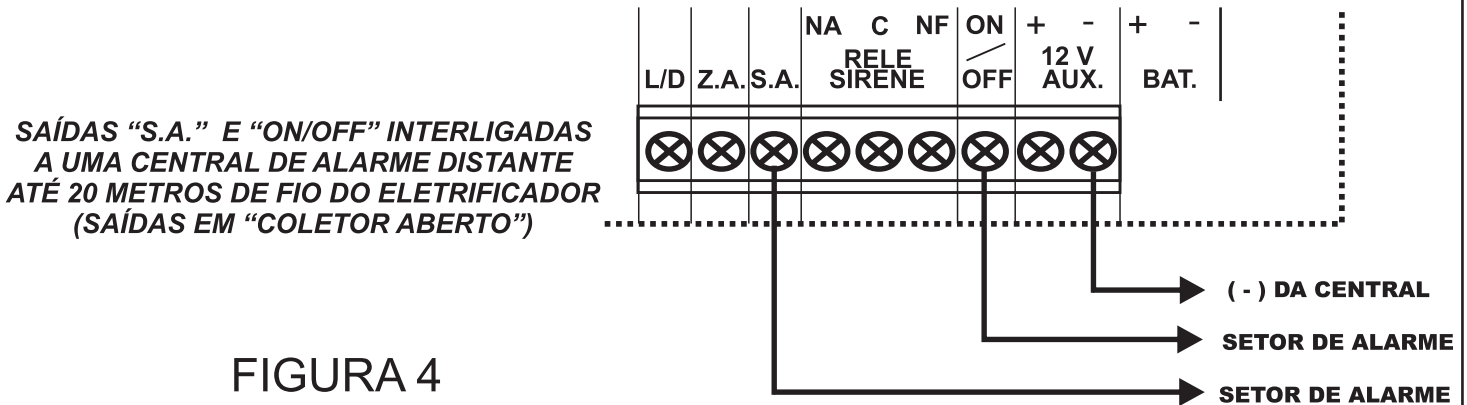 NA C NF ON + - + -
RELE 12 V
L/D Z.A. S.A. SIRENE OFF AUX. BAT.
SAÍDAS “S.A.” E “ON/OFF” INTERLIGADAS
A UMA CENTRAL DE ALARME DISTANTE
ATÉ 20 METROS DE FIO DO ELETRIFICADOR
(SAÍDAS EM “COLETOR ABERTO”)
( - ) DA CENTRAL
SETOR DE ALARME
SETOR DE ALARME
FIGURA 4